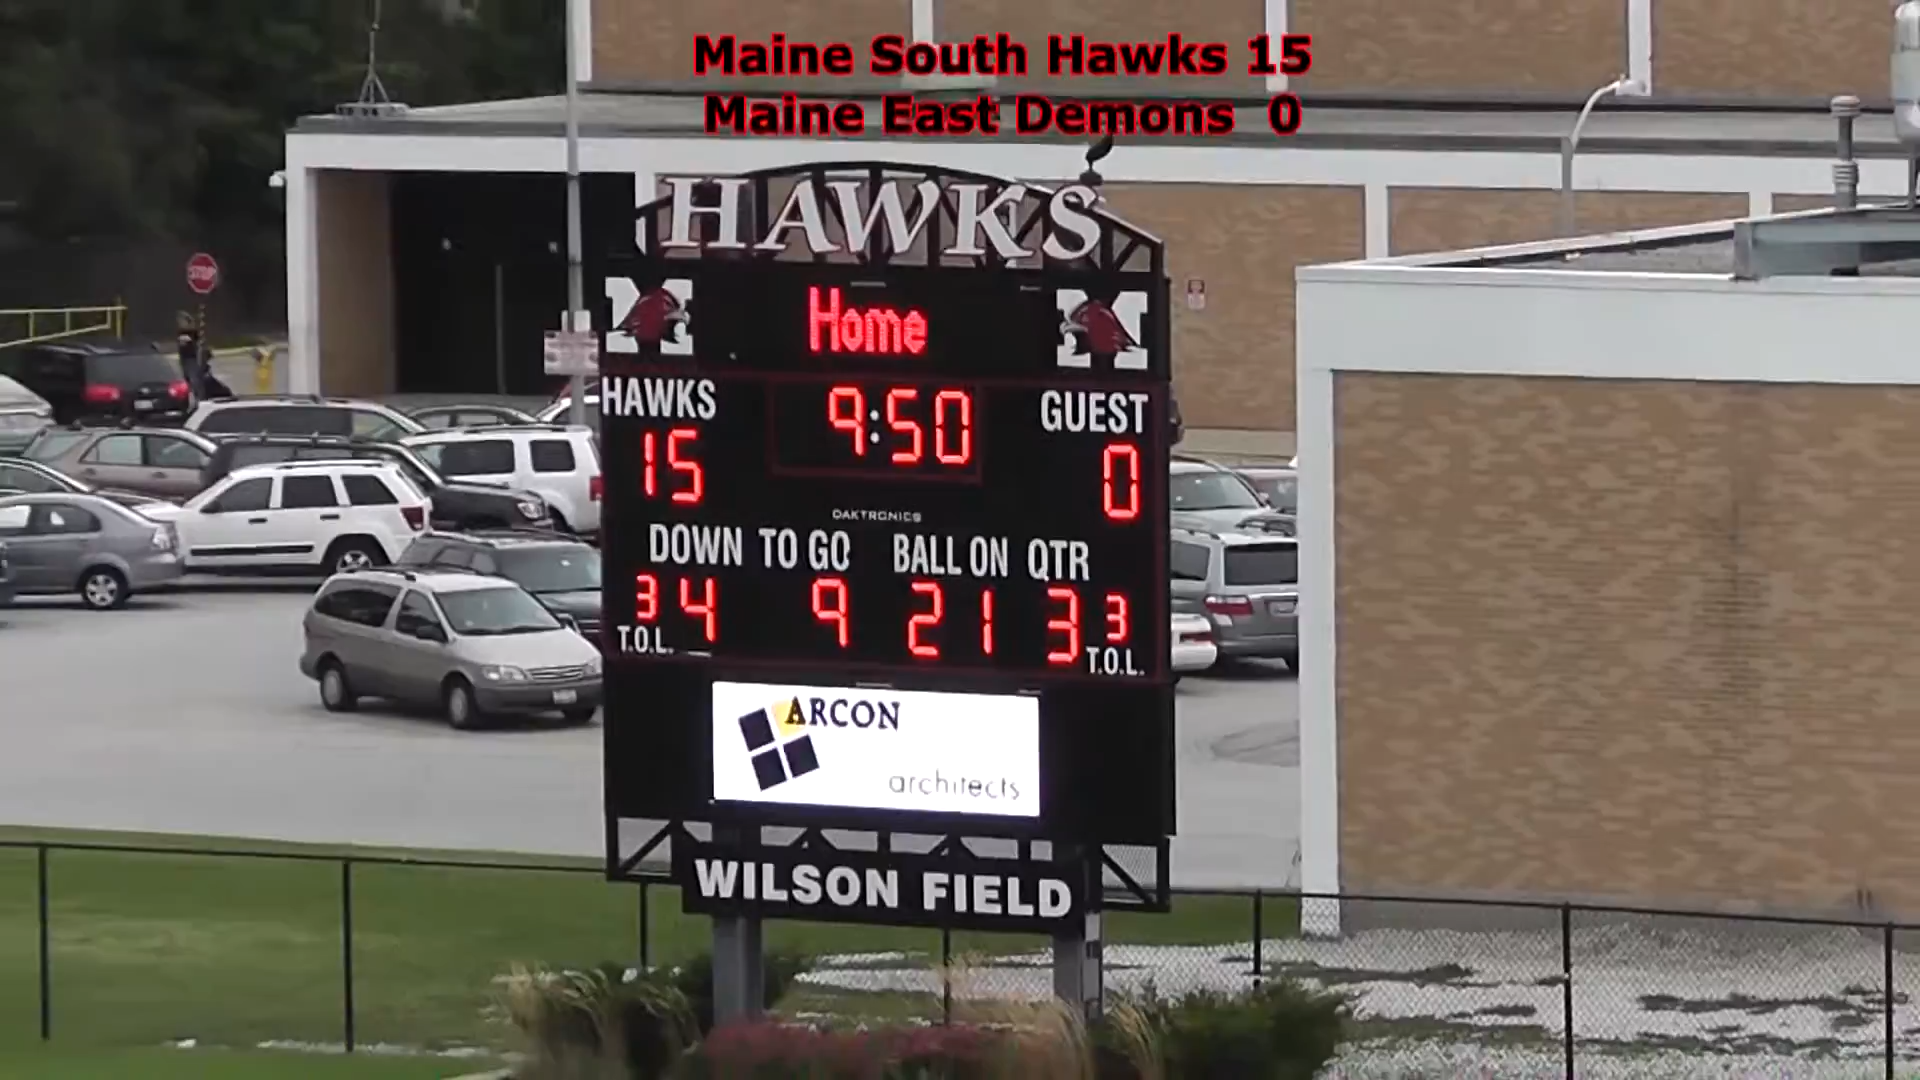 Maine South Hawks 15
Maine East Demons 0
HAWKS
STOP
Home
HAWKS 9:50 GUEST
15 0
DAKTRONICS
DOWN TO GO BALL ON QTR
3 4 9 21 3 3
T.O.L. T.O.L.
ARCON
architects
WILSON FIELD